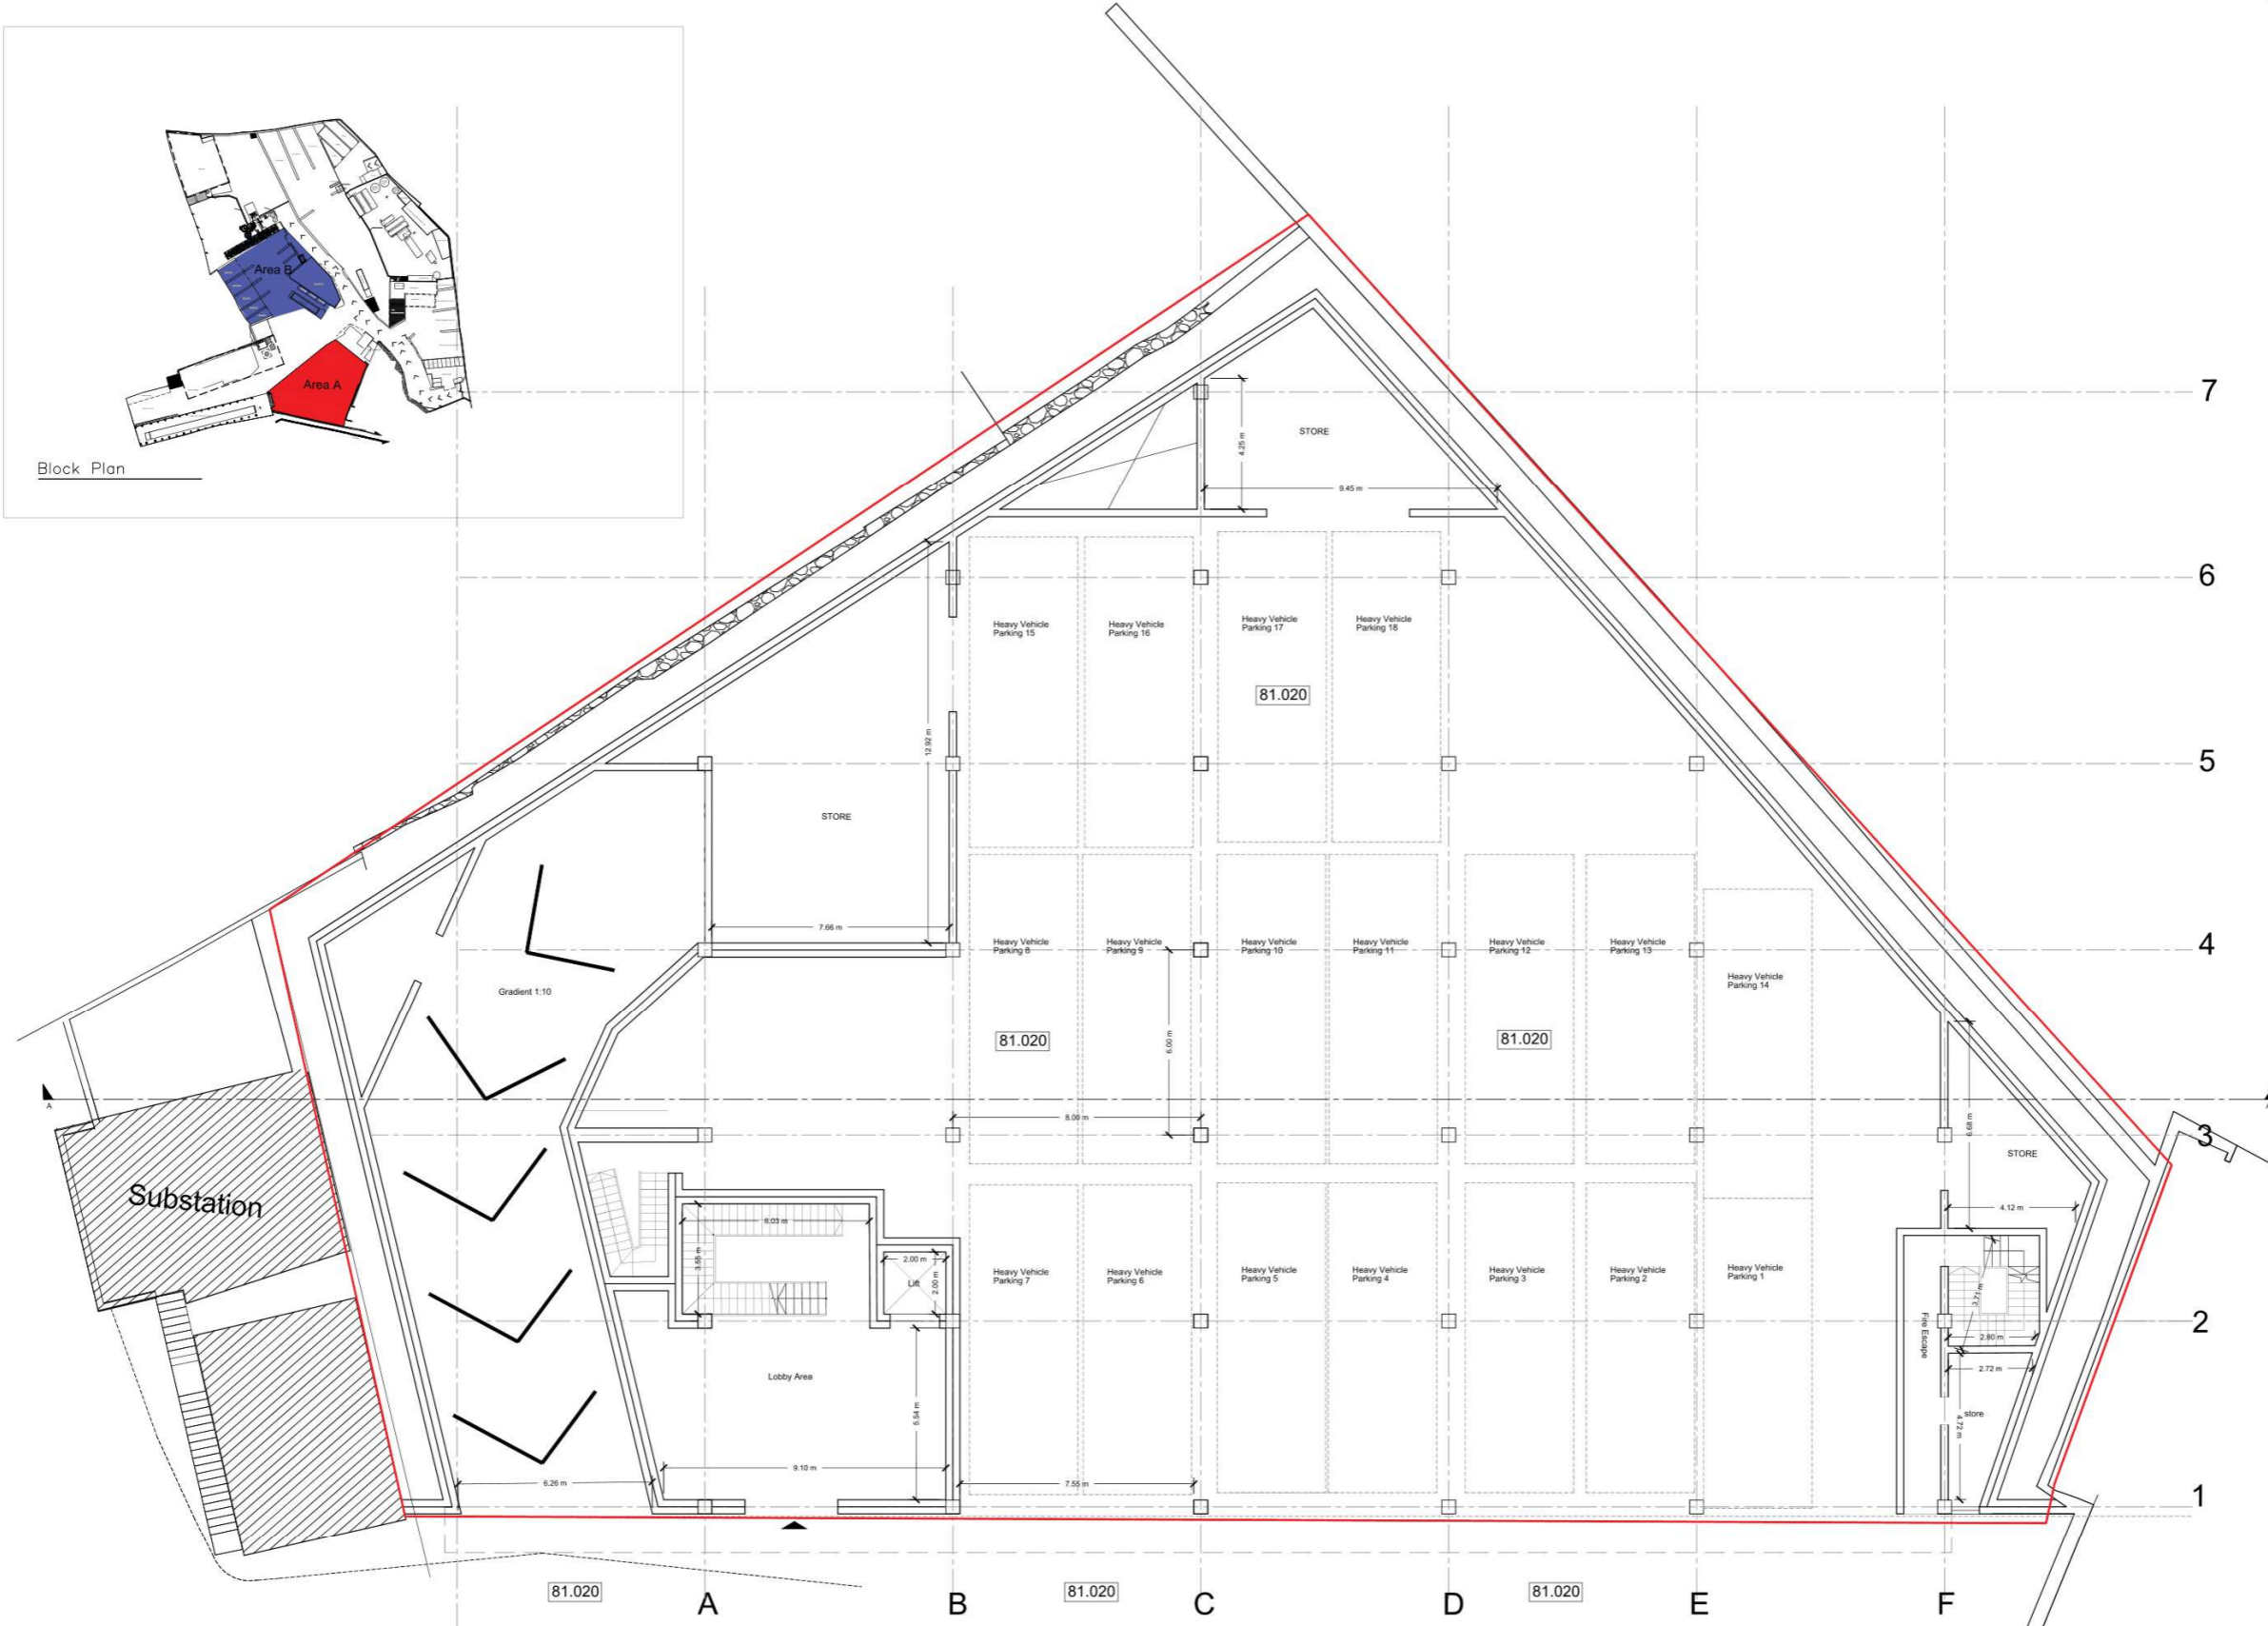 Area B
Area A
Block Plan
7
4.25 m
STORE
9.45 m
6
Heavy Vehicle
Parking 15
Heavy Vehicle
Parking 16
Heavy Vehicle
Parking 17
Heavy Vehicle
Parking 18
81.020
12.92 m
5
STORE
7.66 m
Heavy Vehicle
Parking 8
Heavy Vehicle
Parking 9
Heavy Vehicle
Parking 10
Heavy Vehicle
Parking 11
Heavy Vehicle
Parking 12
Heavy Vehicle
Parking 13
4
Heavy Vehicle
Parking 14
Gradient 1:10
81.020
6.00 m
81.020
A
8.00 m
6.68 m
3
STORE
Substation
4.12 m
6.03 m
3.55 m
2.00 m
Lift
2.00 m
Heavy Vehicle
Parking 7
Heavy Vehicle
Parking 6
Heavy Vehicle
Parking 5
Heavy Vehicle
Parking 4
Heavy Vehicle
Parking 3
Heavy Vehicle
Parking 2
Heavy Vehicle
Parking 1
3.71 m
2
Fire Escape
2.80 m
Lobby Area
2.72 m
5.54 m
store
4.72 m
6.26 m
9.10 m
7.55 m
1
81.020
81.020
81.020
A
B
C
D
E
F